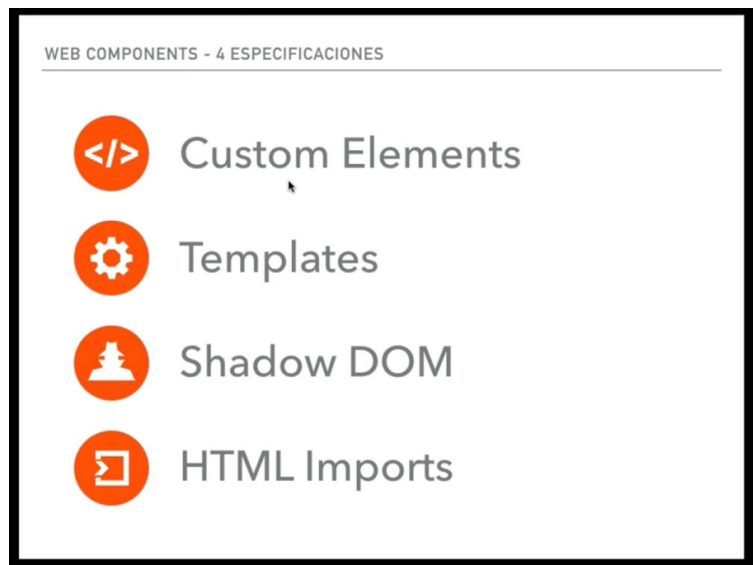 WEB COMPONENTS - 4 ESPECIFICACIONES
</> Custom Elements
Templates
Shadow DOM
HTML Imports